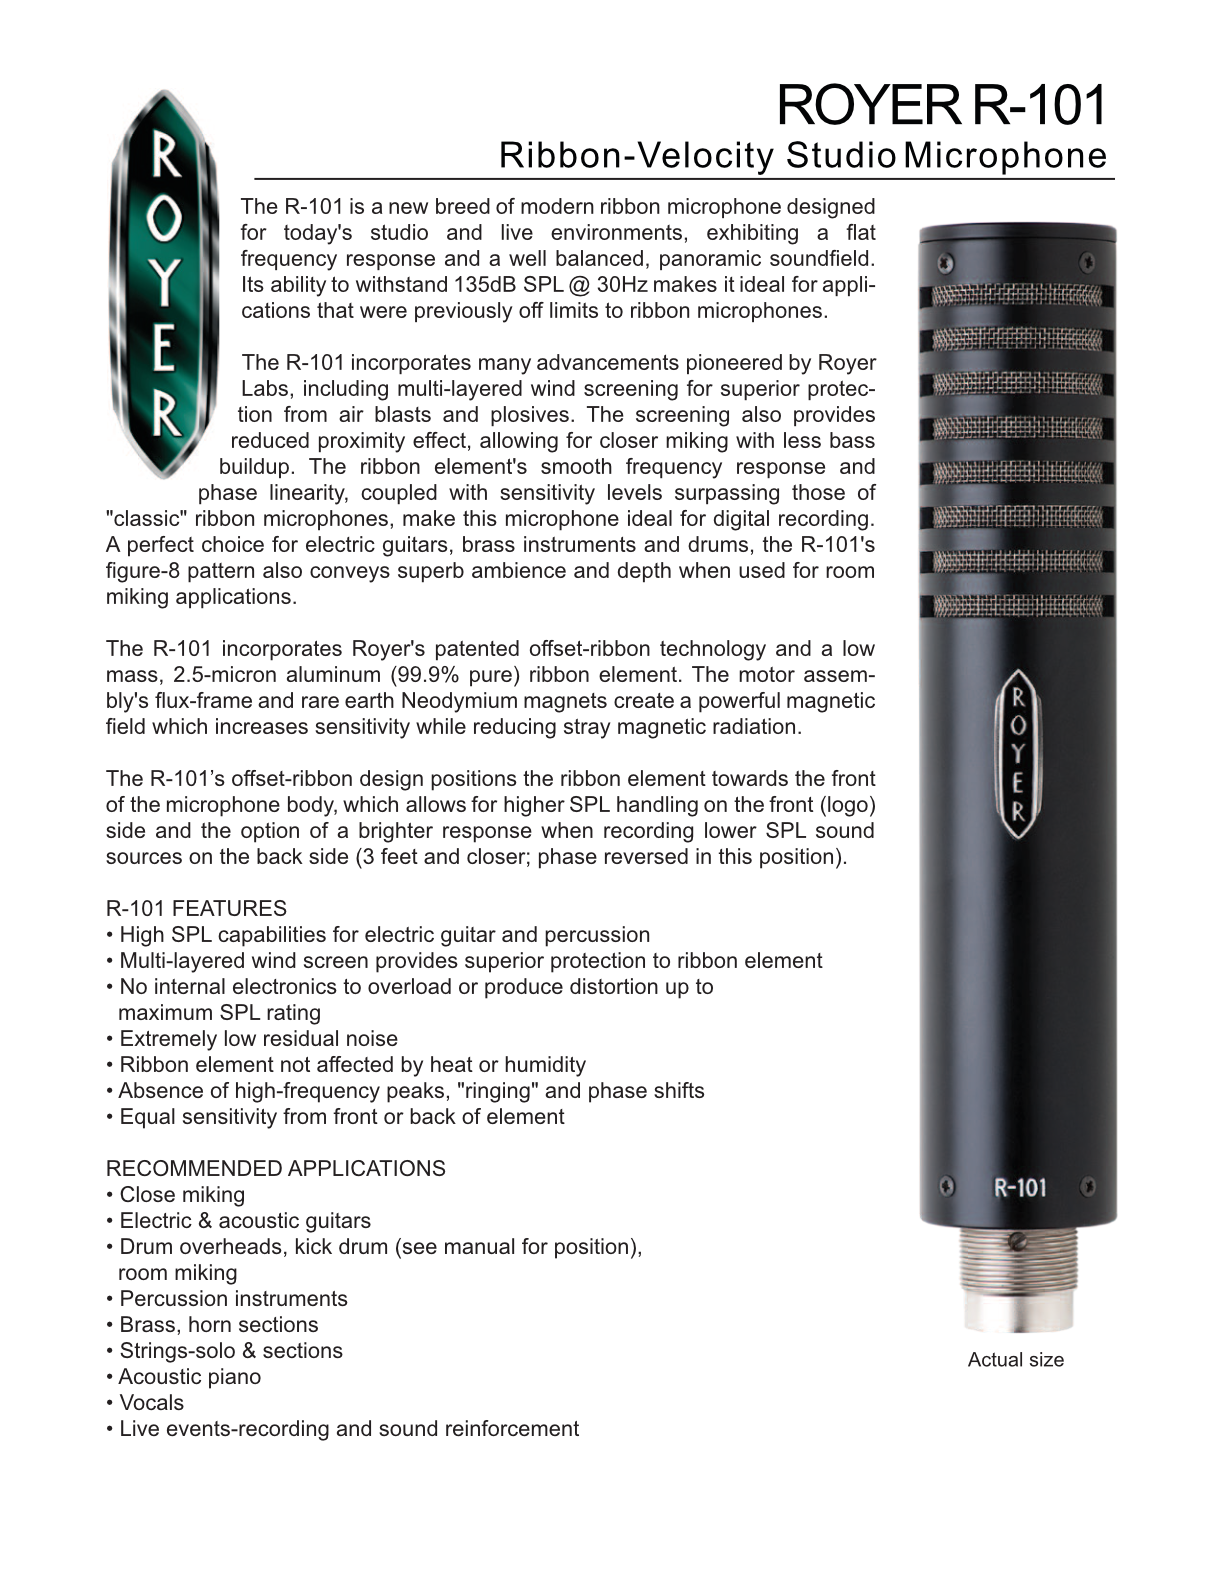 ROYER R-101
Ribbon-Velocity Studio Microphone
R
O
Y
E
R
The R-101 is a new breed of modern ribbon microphone designed
for today's studio and live environments, exhibiting a flat
frequency response and a well balanced, panoramic soundfield.
Its ability to withstand 135dB SPL @ 30Hz makes it ideal for appli-
cations that were previously off limits to ribbon microphones.
The R-101 incorporates many advancements pioneered by Royer
Labs, including multi-layered wind screening for superior protec-
tion from air blasts and plosives. The screening also provides
reduced proximity effect, allowing for closer miking with less bass
buildup. The ribbon element's smooth frequency response and
phase linearity, coupled with sensitivity levels surpassing those of
"classic" ribbon microphones, make this microphone ideal for digital recording.
A perfect choice for electric guitars, brass instruments and drums, the R-101's
figure-8 pattern also conveys superb ambience and depth when used for room
miking applications.
The R-101 incorporates Royer's patented offset-ribbon technology and a low
mass, 2.5-micron aluminum (99.9% pure) ribbon element. The motor assem-
bly's flux-frame and rare earth Neodymium magnets create a powerful magnetic
field which increases sensitivity while reducing stray magnetic radiation.
The R-101’s offset-ribbon design positions the ribbon element towards the front
of the microphone body, which allows for higher SPL handling on the front (logo)
side and the option of a brighter response when recording lower SPL sound
sources on the back side (3 feet and closer; phase reversed in this position).
R-101 FEATURES
• High SPL capabilities for electric guitar and percussion
• Multi-layered wind screen provides superior protection to ribbon element
• No internal electronics to overload or produce distortion up to
maximum SPL rating
• Extremely low residual noise
• Ribbon element not affected by heat or humidity
• Absence of high-frequency peaks, "ringing" and phase shifts
• Equal sensitivity from front or back of element
RECOMMENDED APPLICATIONS
• Close miking
• Electric & acoustic guitars
• Drum overheads, kick drum (see manual for position),
room miking
• Percussion instruments
• Brass, horn sections
• Strings-solo & sections
• Acoustic piano
• Vocals
• Live events-recording and sound reinforcement
R
O
Y
E
R
R-101
Actual size